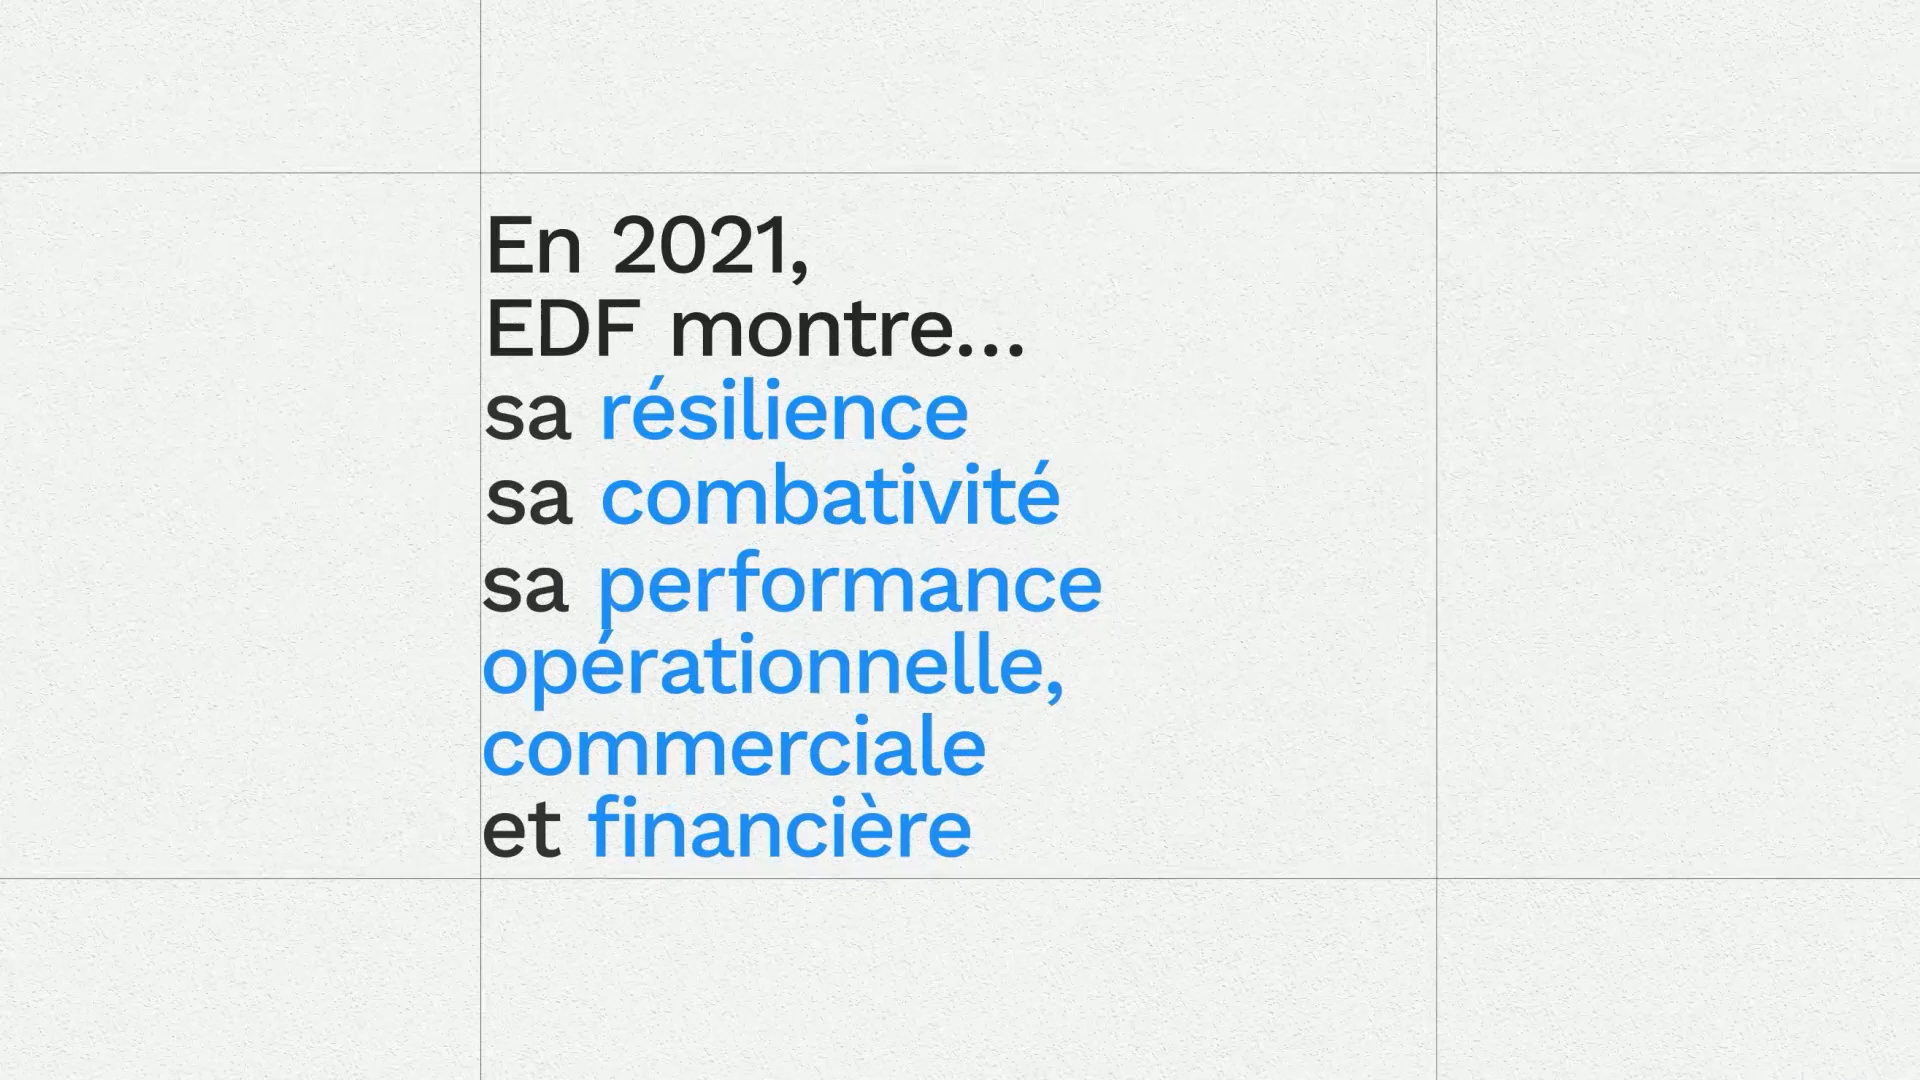 En 2021,
EDF montre...
sa résilience
sa combativité
sa performance
opérationnelle,
commerciale
et financière